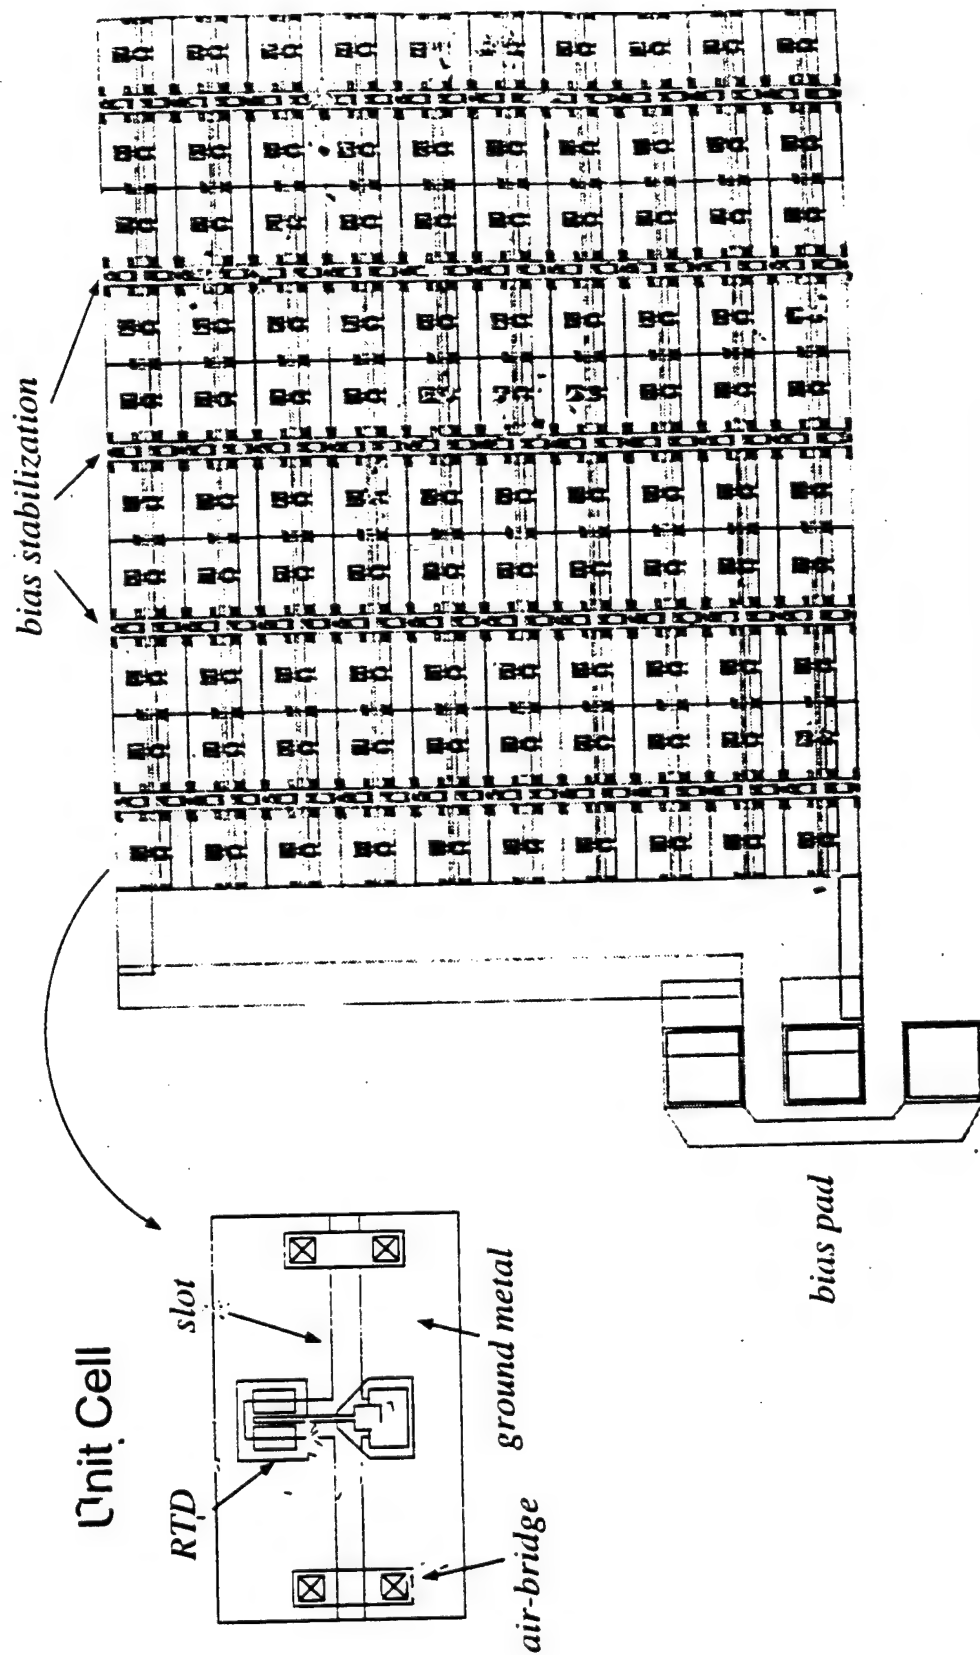 bias stabilization
Unit Cell
RTD
slot
air-bridge
ground metal
bias pad